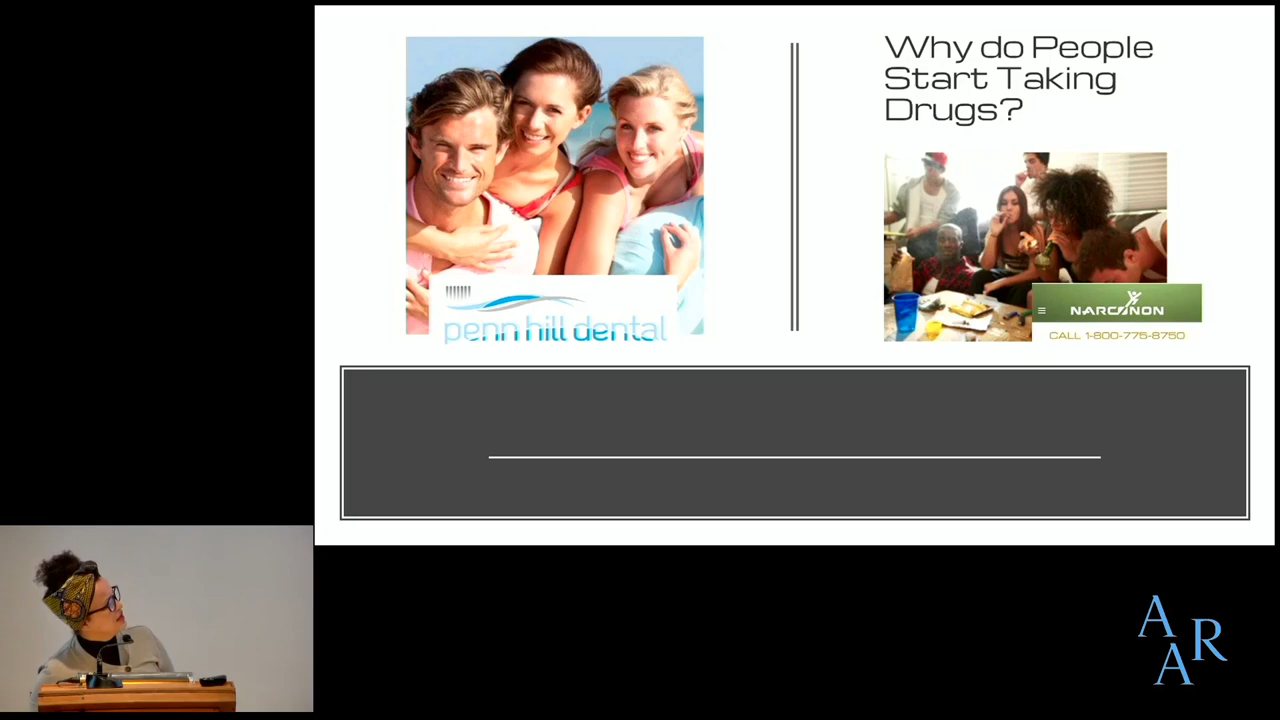 penn hill dental
Why do People
Start Taking
Drugs?
NARCONON
CALL 1-800-775-8750
A
R
A